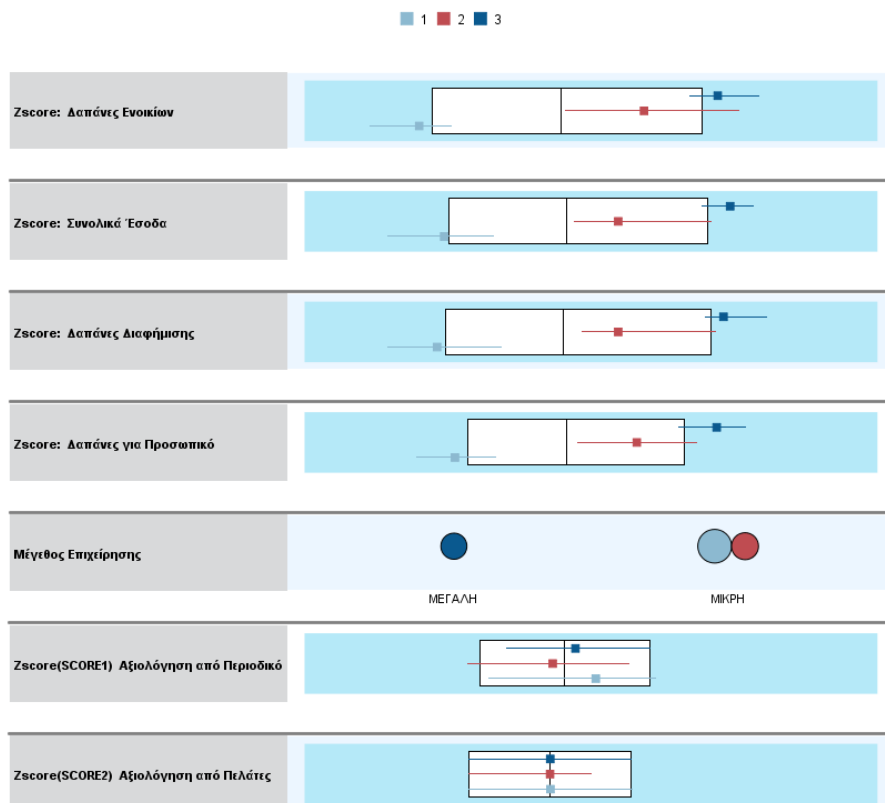 1 2 3
Zscore: Δαπάνες Ενοικίων
Zscore: Συνολικά Έσοδα
Zscore: Δαπάνες Διαφήμισης
Zscore: Δαπάνες για Προσωπικό
Μέγεθος Επιχείρησης
ΜΕΓΑΛΗ ΜΙΚΡΗ
Zscore(SCORE1) Αξιολόγηση από Περιοδικό
Zscore(SCORE2) Αξιολόγηση από Πελάτες